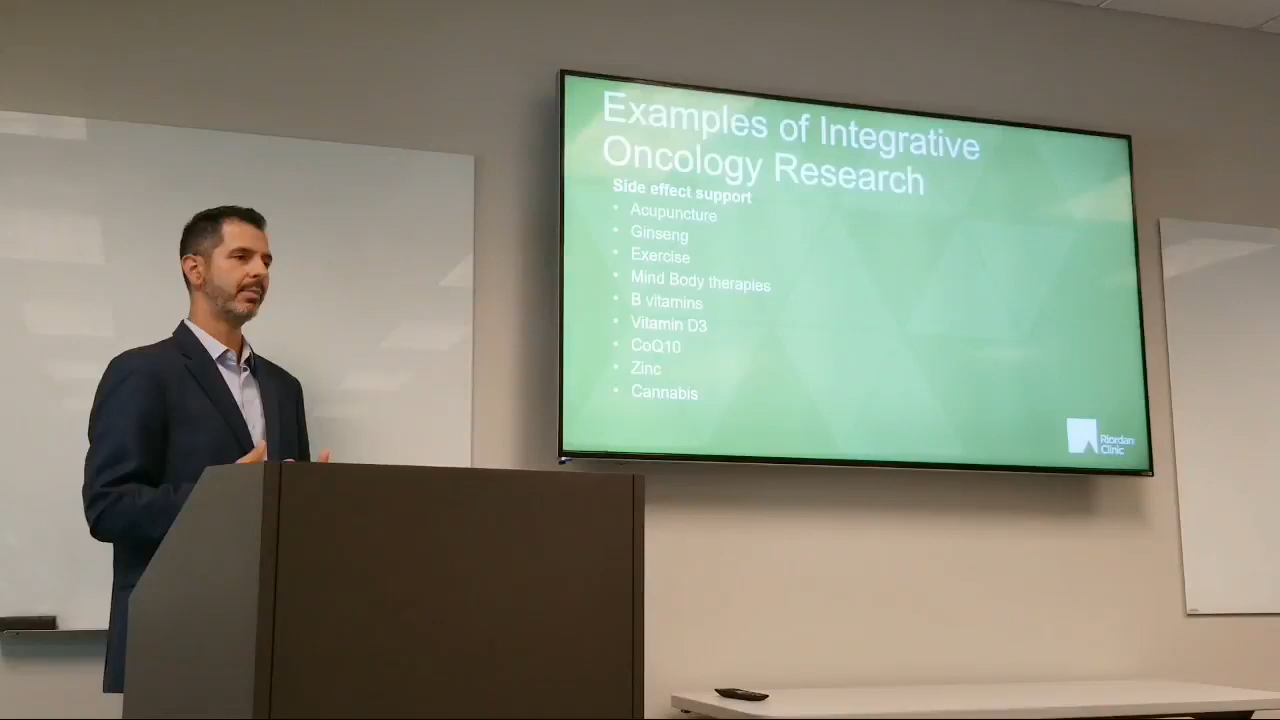 Examples of Integrative
Oncology Research
Side effect support
• Acupuncture
• Ginseng
• Exercise
• Mind Body therapies
• B vitamins
• Vitamin D3
• CoQ10
• Zinc
• Cannabis
Riordan
Clinic